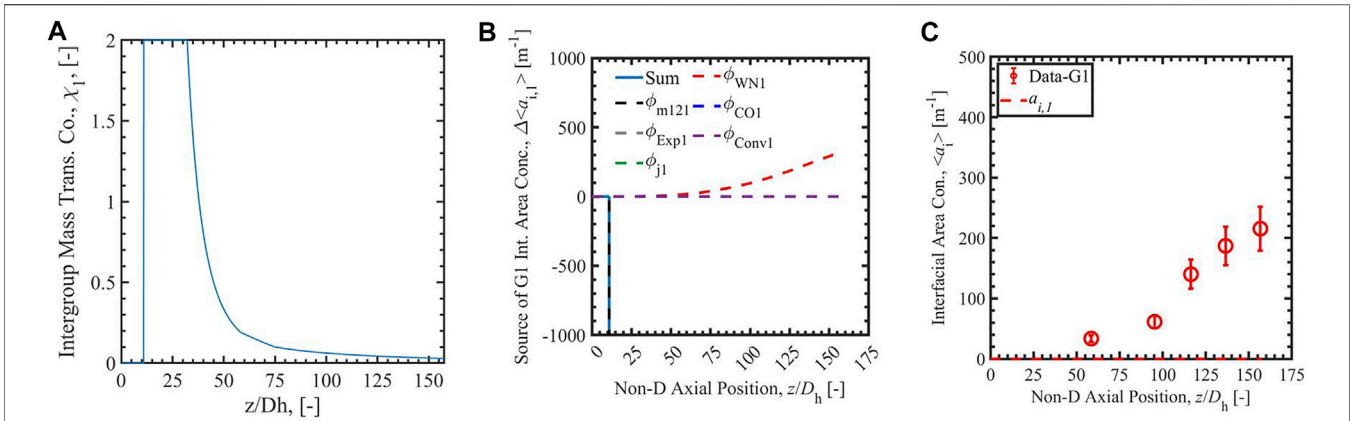 A
Intergroup Mass Trans. Co., χ1, [-]
2
1.5
1
0.5
0
0 25 50 75 100 125 150
z/Dh, [-]
B
Source of G1 Int. Area Conc., Δ<ai,1> [m-1]
1000
500
0
-500
-1000
Sum
ϕm121
ϕExp1
ϕj1
ϕWN1
ϕCO1
ϕConv1
0 25 50 75 100 125 150 175
Non-D Axial Position, z/Dh [-]
C
Interfacial Area Con., <ai> [m-1]
500
400
300
200
100
0
Data-G1
ai,1
0 25 50 75 100 125 150 175
Non-D Axial Position, z/Dh [-]